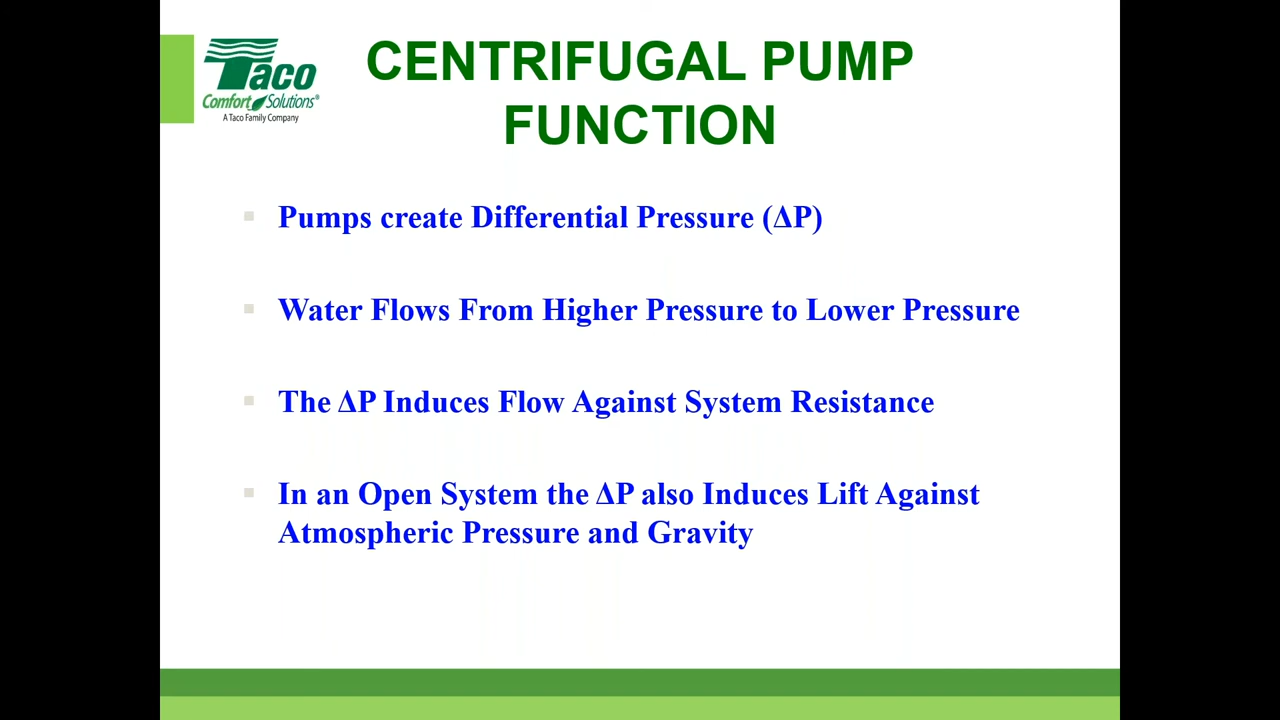 Taco
Comfort Solutions®
A Taco Family Company
CENTRIFUGAL PUMP
FUNCTION
Pumps create Differential Pressure (ΔP)
Water Flows From Higher Pressure to Lower Pressure
The ΔP Induces Flow Against System Resistance
In an Open System the ΔP also Induces Lift Against
Atmospheric Pressure and Gravity